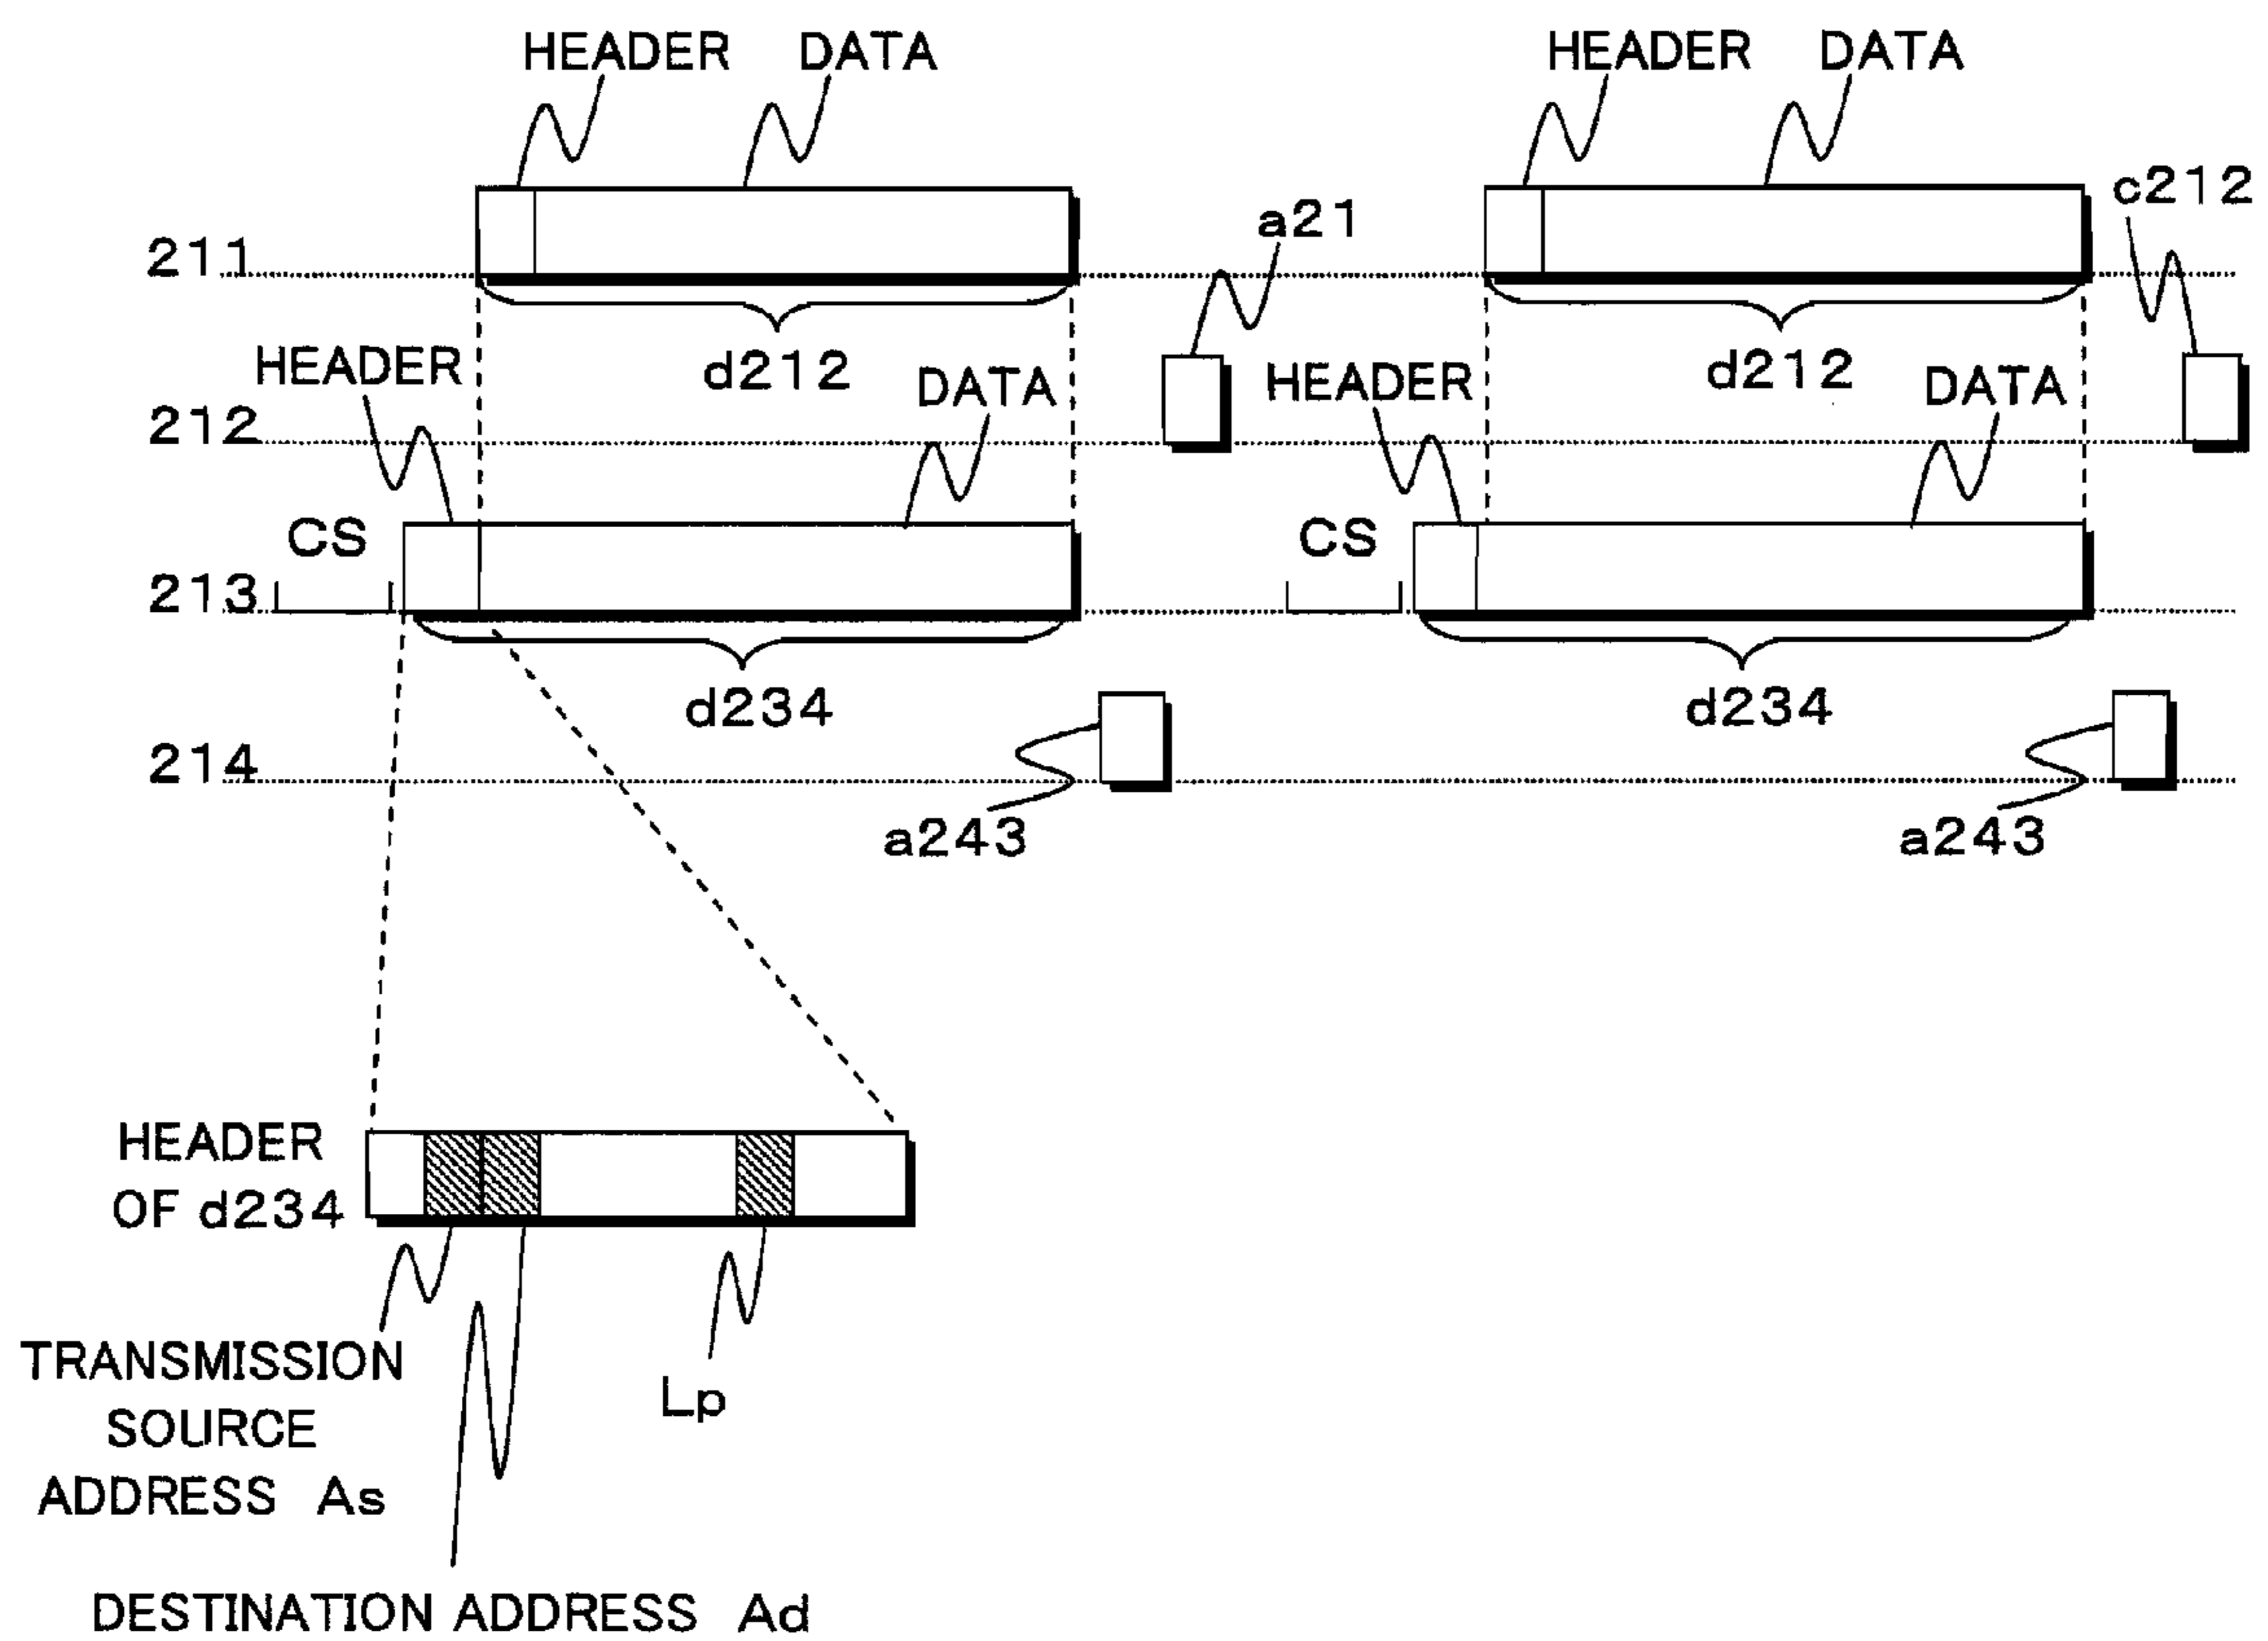 HEADER DATA HEADER DATA
c212
a21
211
d212 d212
HEADER DATA HEADER DATA
212
CS CS
213
d234 d234
214
a243 a243
HEADER
OF d234
TRANSMISSION
SOURCE
ADDRESS As
Lp
DESTINATION ADDRESS Ad